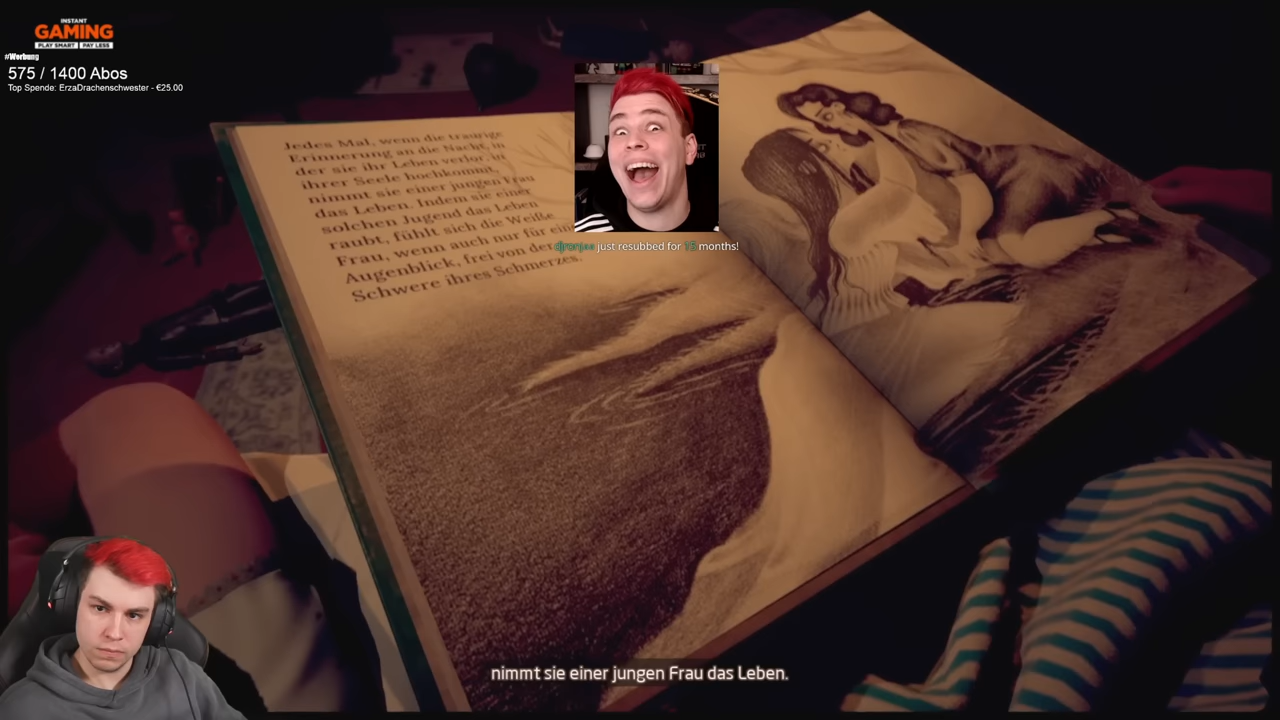 INSTANT
GAMING
PLAY SMART | PAY LESS
#Werbung
575 / 1400 Abos
Top Spende: ErzaDrachenschwester - €25.00
Jedes Mal, wenn die traurige
Erinnerung an die Nacht, in
der sie ihr Leben verlor, in
ihrer Seele hochkommt,
nimmt sie einer jungen Frau
das Leben. Indem sie einer
solchen Jugend das Leben
raubt, fühlt sich die Weiße
Frau, wenn auch nur für ein
Augenblick, frei von der
Schwere ihres Schmerzes.
just resubbed for 15 months!
nimmt sie einer jungen Frau das Leben.